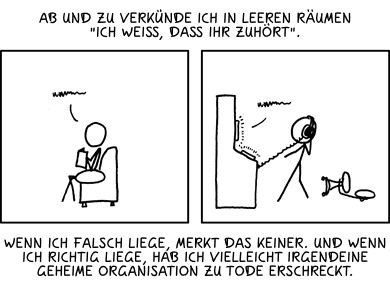 AB UND ZU VERKÜNDE ICH IN LEEREN RÄUMEN
"ICH WEISS, DASS IHR ZUHÖRT".
WENN ICH FALSCH LIEGE, MERKT DAS KEINER. UND WENN
ICH RICHTIG LIEGE, HAB ICH VIELLEICHT IRGENDEINE
GEHEIME ORGANISATION ZU TODE ERSCHRECKT.